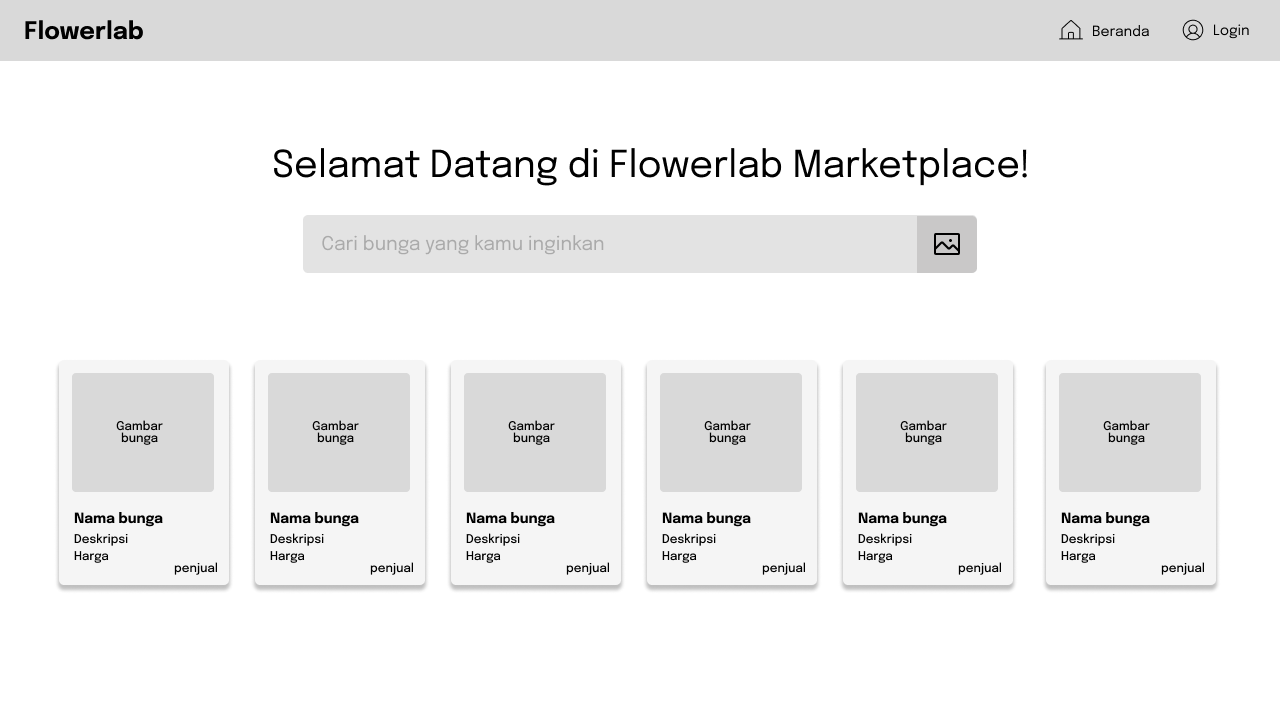 Flowerlab
Beranda
Login
Selamat Datang di Flowerlab Marketplace!
Cari bunga yang kamu inginkan
Gambar
bunga
Nama bunga
Deskripsi
Harga
penjual
Gambar
bunga
Nama bunga
Deskripsi
Harga
penjual
Gambar
bunga
Nama bunga
Deskripsi
Harga
penjual
Gambar
bunga
Nama bunga
Deskripsi
Harga
penjual
Gambar
bunga
Nama bunga
Deskripsi
Harga
penjual
Gambar
bunga
Nama bunga
Deskripsi
Harga
penjual